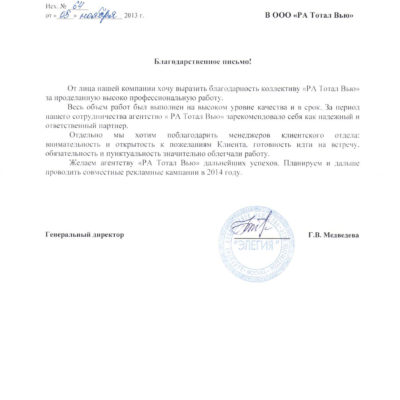 Исх. № 64
от « 05 » ноября 2013 г.
В ООО «РА Тотал Вью»
Благодарственное письмо!
От лица нашей компании хочу выразить благодарность коллективу «РА Тотал Вью»
за проделанную высоко профессиональную работу.
Весь объем работ был выполнен на высоком уровне качества и в срок. За период
нашего сотрудничества агентство « РА Тотал Вью» зарекомендовало себя как надежный и
ответственный партнер.
Отдельно мы хотим поблагодарить менеджеров клиентского отдела:
внимательность и открытость к пожеланиям Клиента, готовность идти на встречу,
обязательность и пунктуальность значительно облегчали работу.
Желаем агентству «РА Тотал Вью» дальнейших успехов. Планируем и дальше
проводить совместные рекламные кампании в 2014 году.
Генеральный директор
"ЭЛЕГИЯ"
Г.В. Медведева